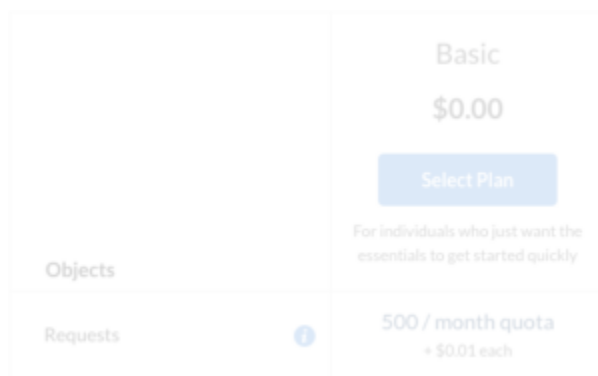 Basic
$0.00
Select Plan
For individuals who just want the
essentials to get started quickly
Objects
Requests
500 / month quota
+ $0.01 each